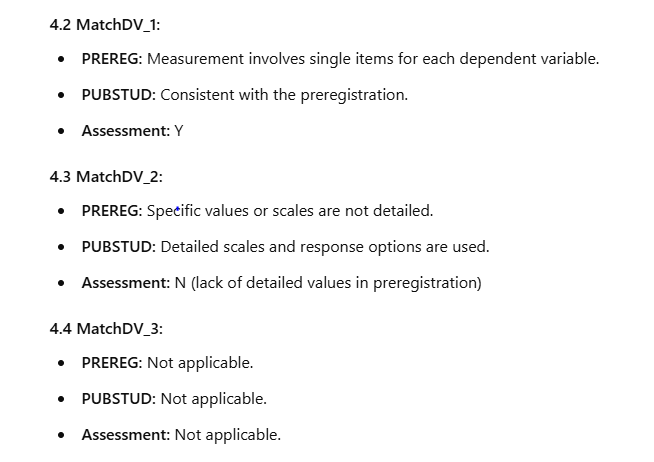 4.2 MatchDV_1:
• PREREG: Measurement involves single items for each dependent variable.
• PUBSTUD: Consistent with the preregistration.
• Assessment: Y
4.3 MatchDV_2:
• PREREG: Specific values or scales are not detailed.
• PUBSTUD: Detailed scales and response options are used.
• Assessment: N (lack of detailed values in preregistration)
4.4 MatchDV_3:
• PREREG: Not applicable.
• PUBSTUD: Not applicable.
• Assessment: Not applicable.